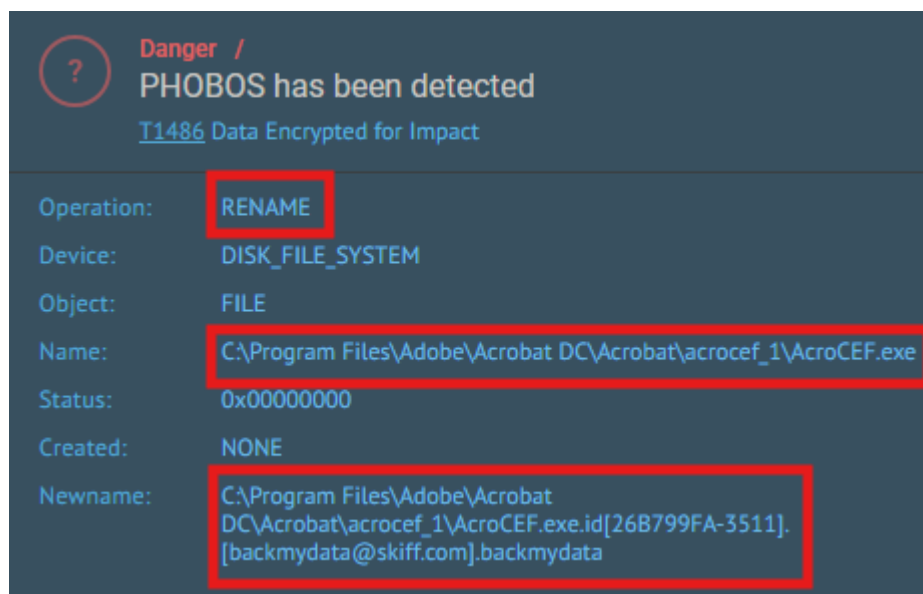 ?
Danger /
PHOBOS has been detected
T1486 Data Encrypted for Impact
Operation: RENAME
Device: DISK_FILE_SYSTEM
Object: FILE
Name: C:\Program Files\Adobe\Acrobat DC\Acrobat\acrocef_1\AcroCEF.exe
Status: 0x00000000
Created: NONE
Newname: C:\Program Files\Adobe\Acrobat
DC\Acrobat\acrocef_1\AcroCEF.exe.id[26B799FA-3511].
[backmydata@skiff.com].backmydata